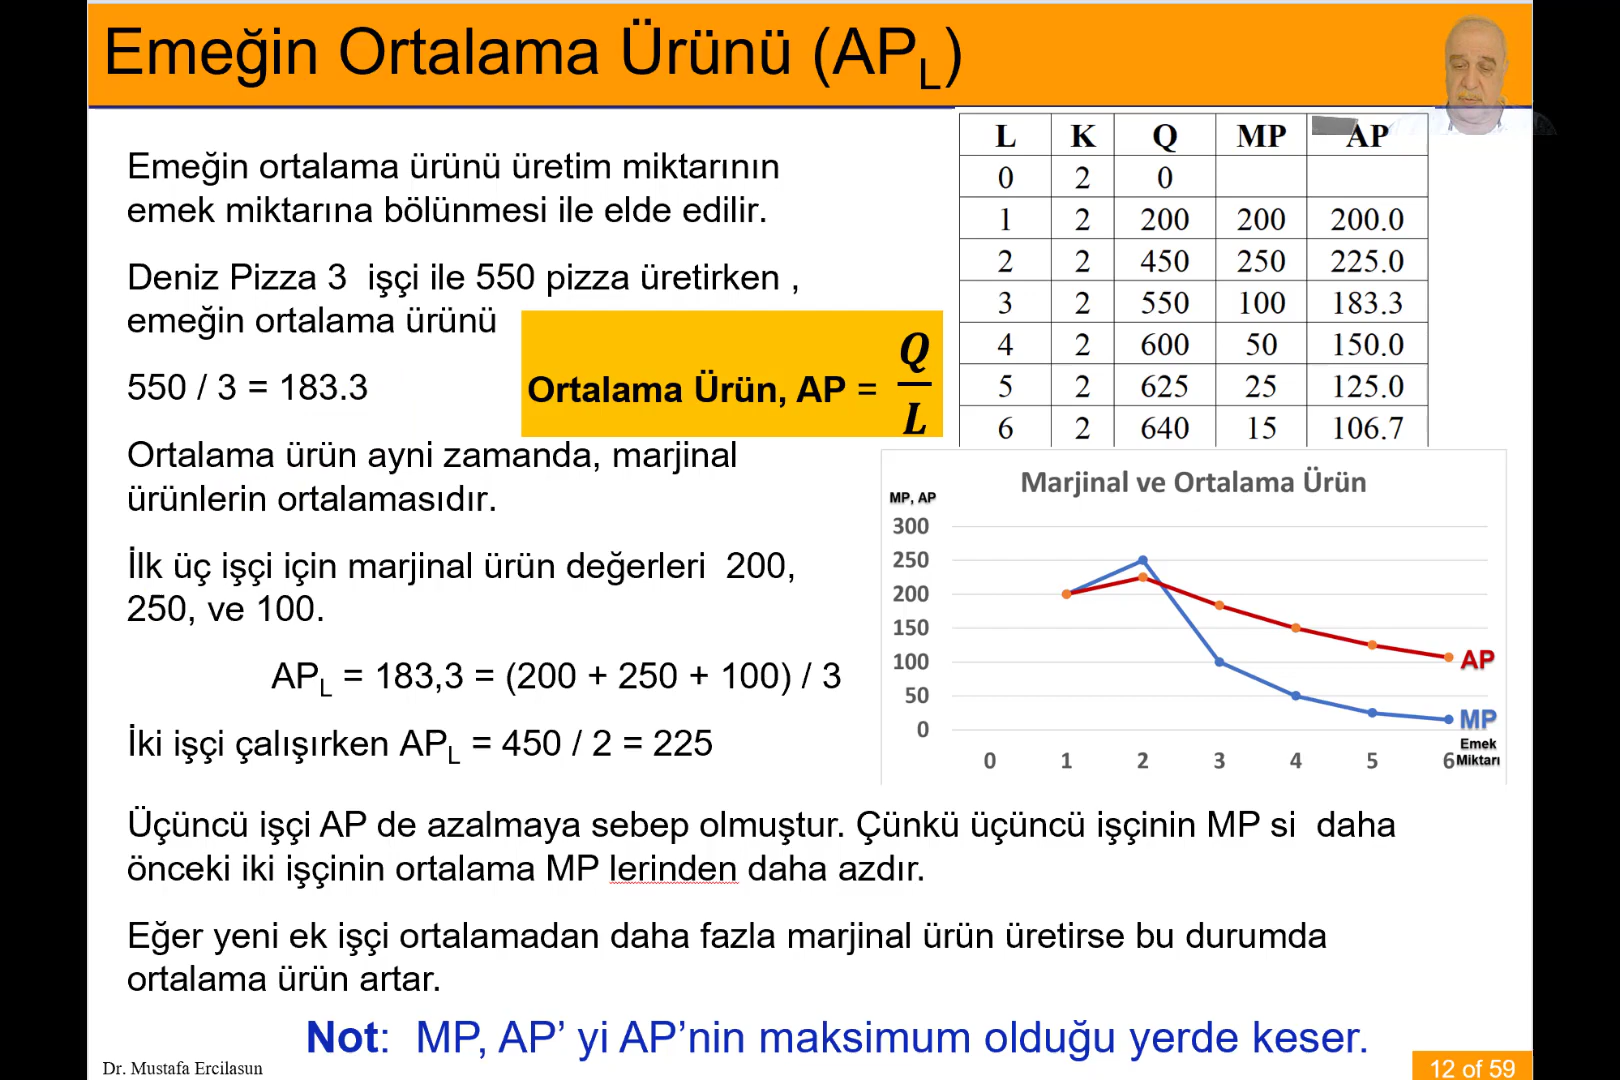 Emeğin Ortalama Ürünü (APL)
Emeğin ortalama ürünü üretim miktarının
emek miktarına bölünmesi ile elde edilir.
Deniz Pizza 3 işçi ile 550 pizza üretirken ,
emeğin ortalama ürünü
550 / 3 = 183.3
Ortalama Ürün, AP = Q / L
Ortalama ürün ayni zamanda, marjinal
ürünlerin ortalamasıdır.
İlk üç işçi için marjinal ürün değerleri 200,
250, ve 100.
APL = 183,3 = (200 + 250 + 100) / 3
İki işçi çalışırken APL = 450 / 2 = 225
L K Q MP AP
0 2 0
1 2 200 200 200.0
2 2 450 250 225.0
3 2 550 100 183.3
4 2 600 50 150.0
5 2 625 25 125.0
6 2 640 15 106.7
Marjinal ve Ortalama Ürün
MP, AP
300
250
200
150
100
50
0
0 1 2 3 4 5 6
AP
MP
Emek
Miktarı
Üçüncü işçi AP de azalmaya sebep olmuştur. Çünkü üçüncü işçinin MP si daha
önceki iki işçinin ortalama MP lerinden daha azdır.
Eğer yeni ek işçi ortalamadan daha fazla marjinal ürün üretirse bu durumda
ortalama ürün artar.
Not: MP, AP’ yi AP’nin maksimum olduğu yerde keser.
Dr. Mustafa Ercilasun
12 of 59